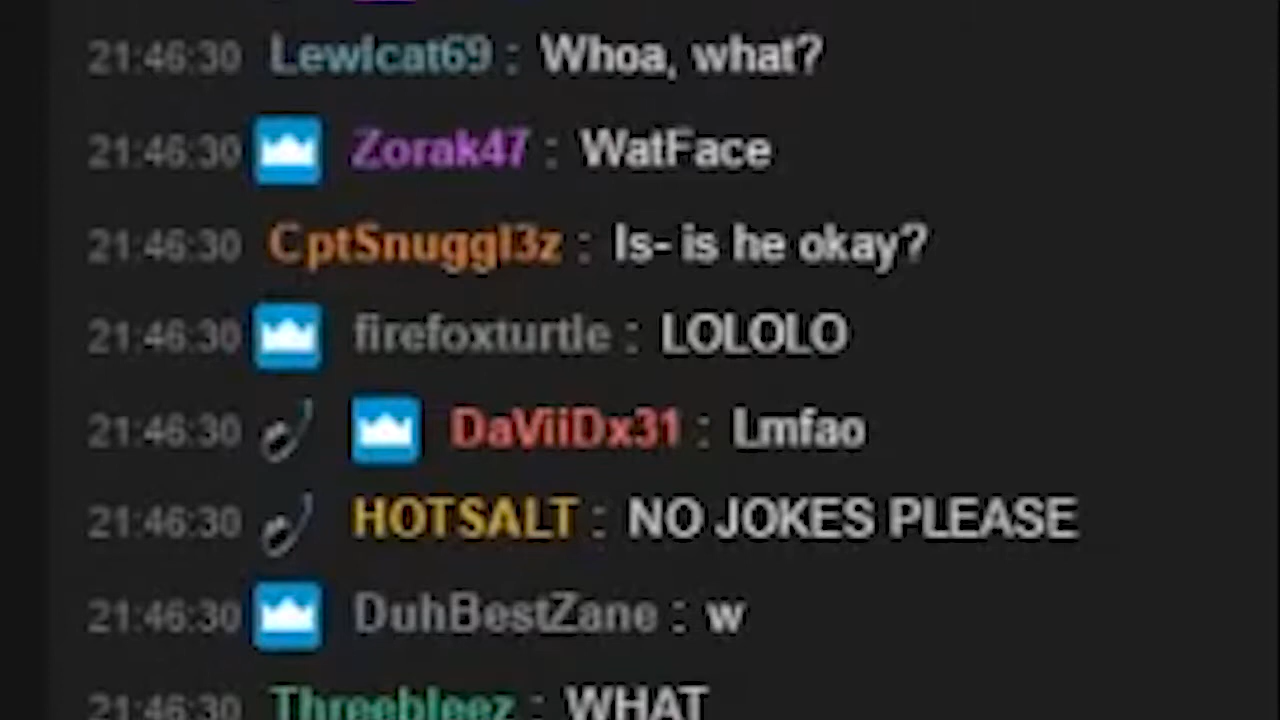 21:46:30 Lewlcat69 : Whoa, what?
21:46:30 Zorak47 : WatFace
21:46:30 CptSnuggl3z : Is- is he okay?
21:46:30 firefoxturtle : LOLOLO
21:46:30 DaViiDx31 : Lmfao
21:46:30 HOTSALT : NO JOKES PLEASE
21:46:30 DuhBestZane : w
21:46:30 Threebleez : WHAT